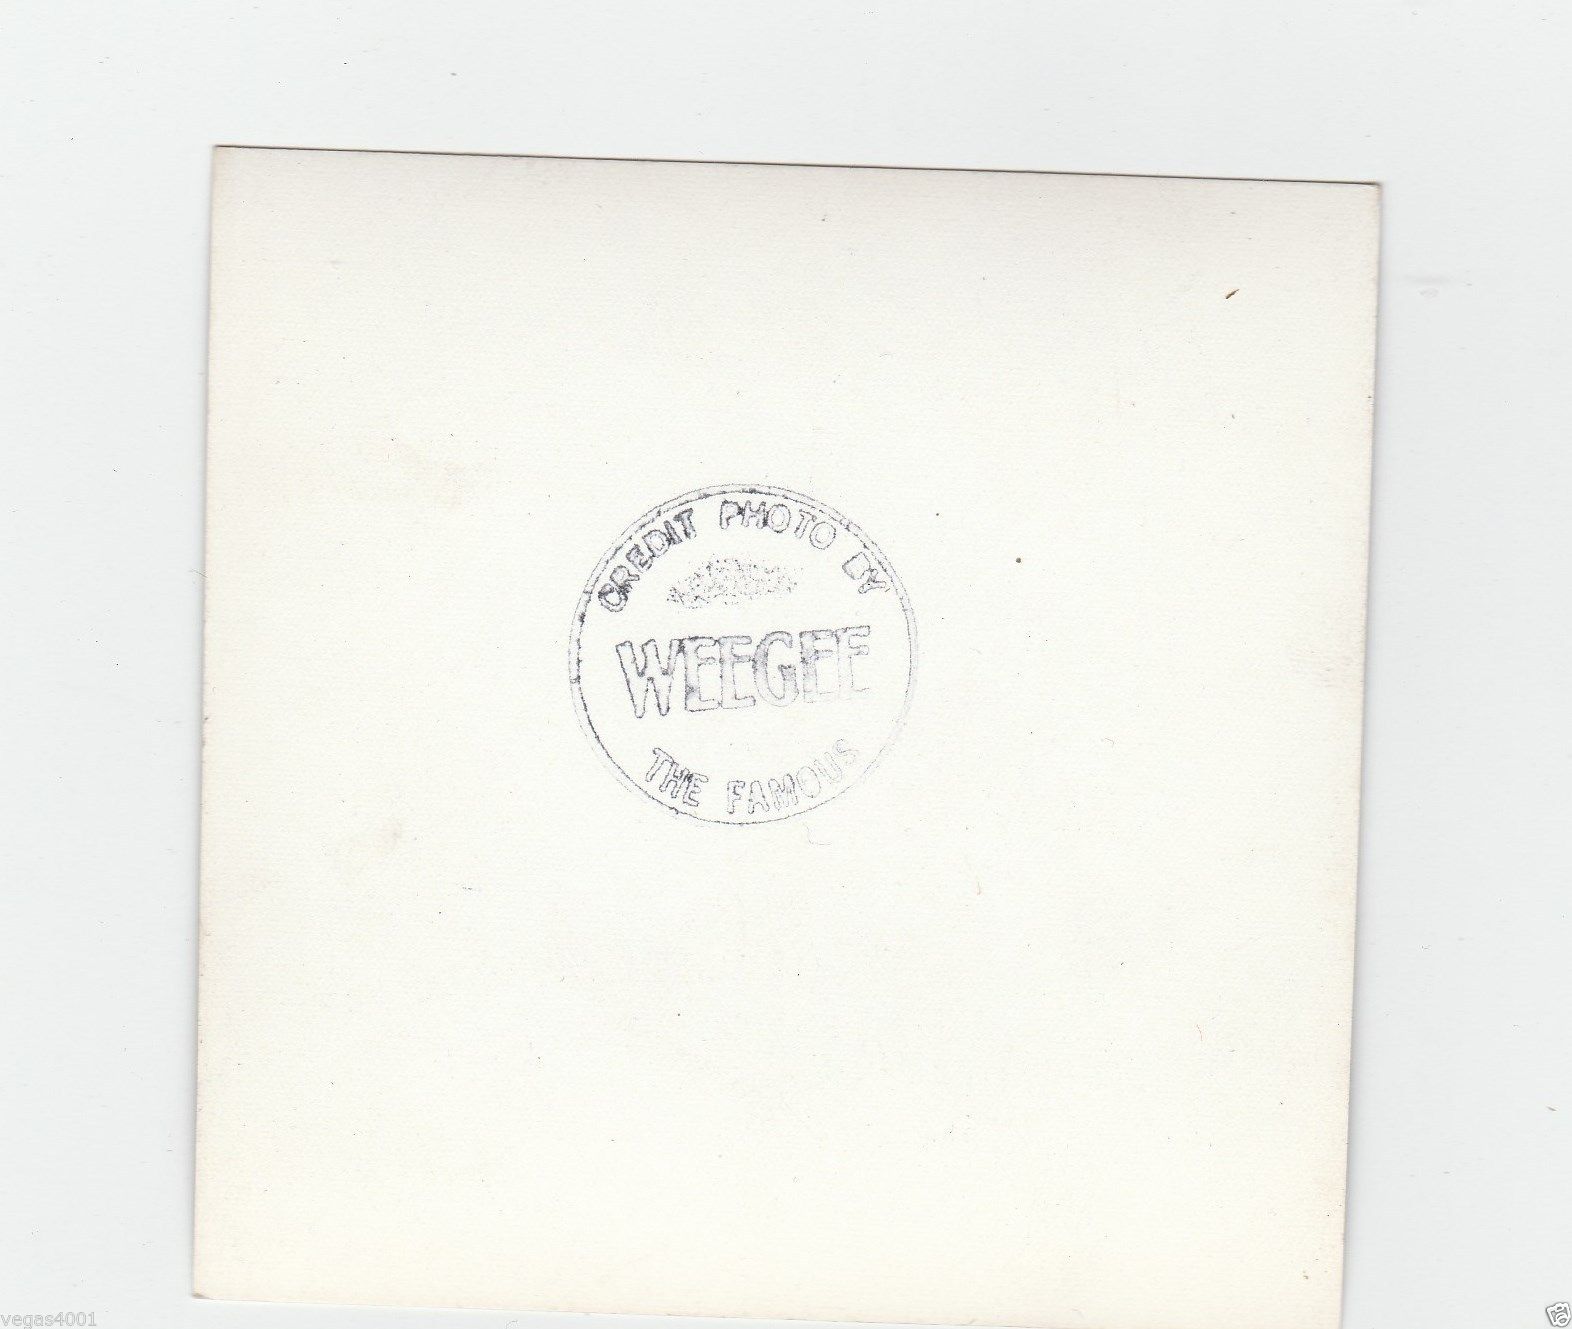 CREDIT PHOTO BY
WEEGEE
THE FAMOUS
vegas4001